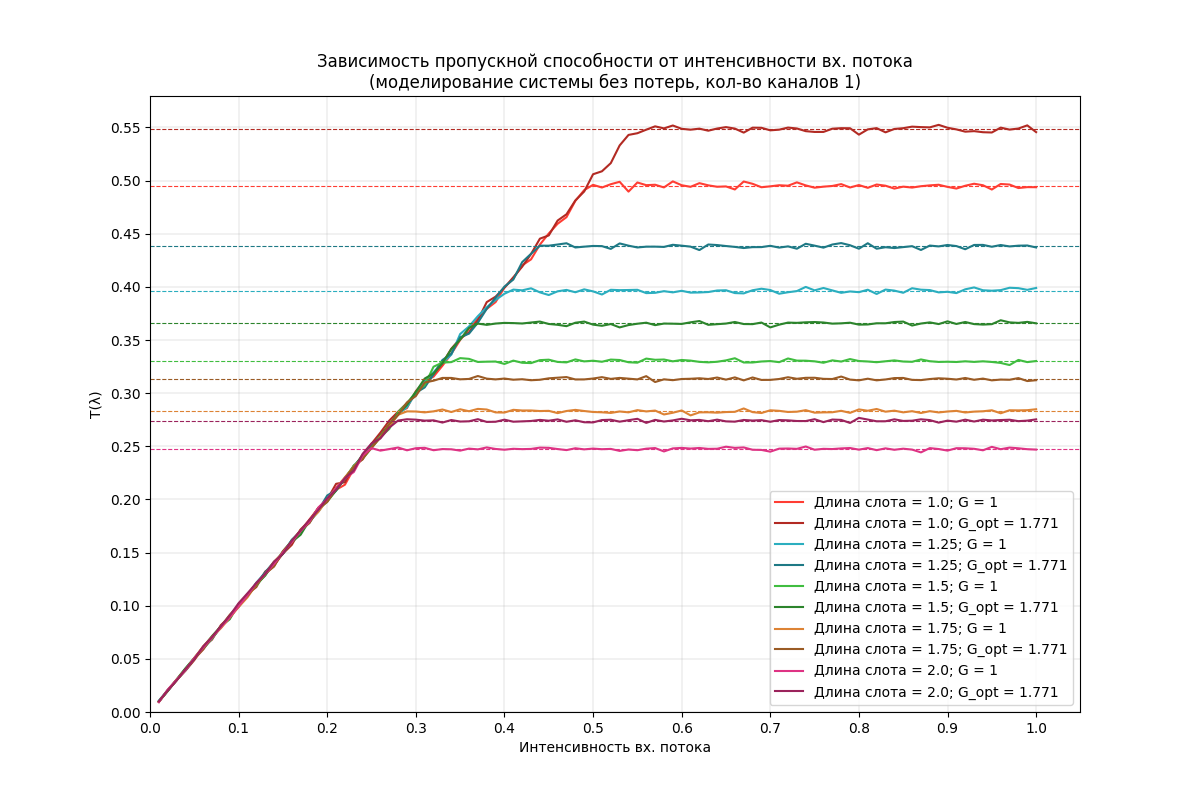 Зависимость пропускной способности от интенсивности вх. потока
(моделирование системы без потерь, кол-во каналов 1)
T(λ)
0.55
0.50
0.45
0.40
0.35
0.30
0.25
0.20
0.15
0.10
0.05
0.00
Длина слота = 1.0; G = 1
Длина слота = 1.0; G_opt = 1.771
Длина слота = 1.25; G = 1
Длина слота = 1.25; G_opt = 1.771
Длина слота = 1.5; G = 1
Длина слота = 1.5; G_opt = 1.771
Длина слота = 1.75; G = 1
Длина слота = 1.75; G_opt = 1.771
Длина слота = 2.0; G = 1
Длина слота = 2.0; G_opt = 1.771
0.0 0.1 0.2 0.3 0.4 0.5 0.6 0.7 0.8 0.9 1.0
Интенсивность вх. потока